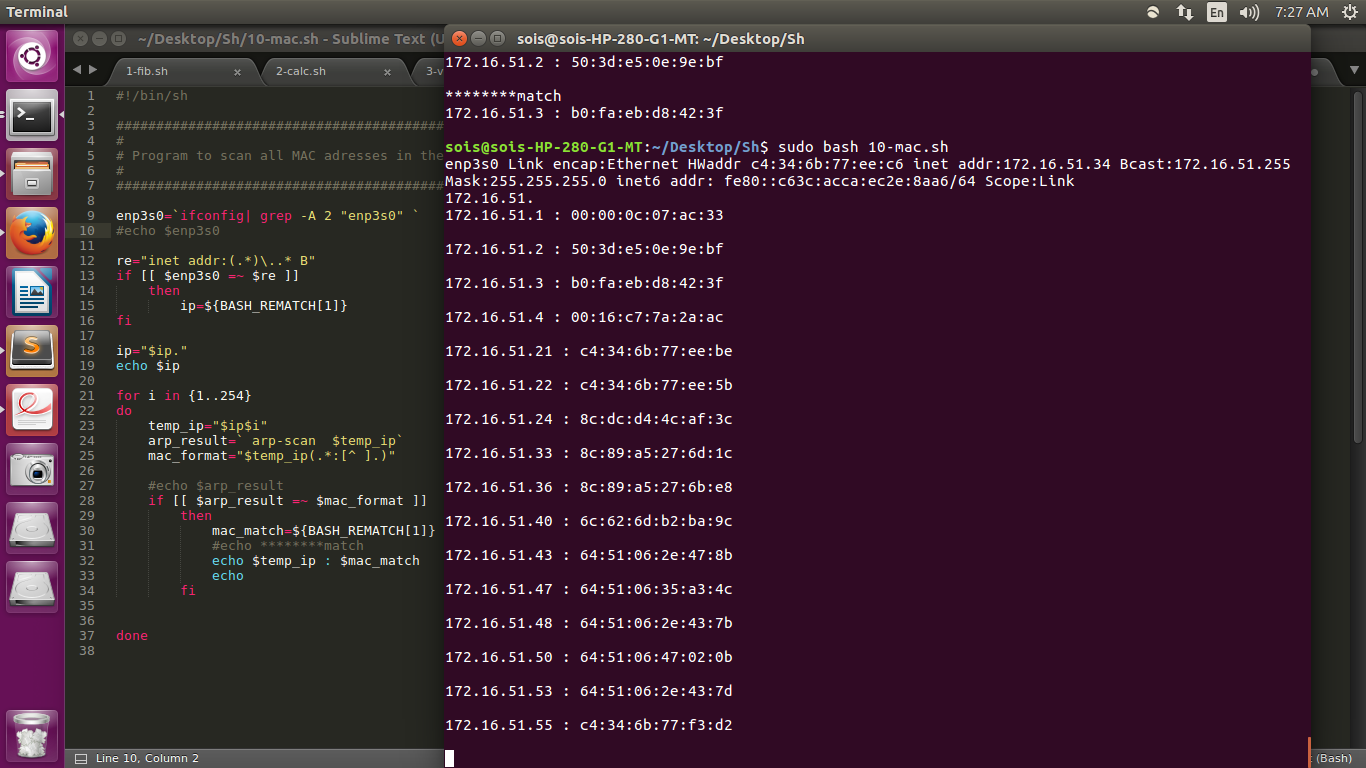 Terminal
En
7:27 AM
~/Desktop/Sh/10-mac.sh - Sublime Text (U
1-fib.sh ×
2-calc.sh ×
3-v
1 #!/bin/sh
2
3 #########################################
4 #
5 # Program to scan all MAC adresses in the
6 #
7 #########################################
8
9 enp3s0=`ifconfig| grep -A 2 "enp3s0" `
10 #echo $enp3s0
11
12 re="inet addr:(.*)\..* B"
13 if [[ $enp3s0 =~ $re ]]
14 then
15 ip=${BASH_REMATCH[1]}
16 fi
17
18 ip="$ip."
19 echo $ip
20
21 for i in {1..254}
22 do
23 temp_ip="$ip$i"
24 arp_result=` arp-scan  $temp_ip`
25 mac_format="$temp_ip(.*:[^ ].)"
26
27 #echo $arp_result
28 if [[ $arp_result =~ $mac_format ]]
29 then
30 mac_match=${BASH_REMATCH[1]}
31 #echo ********match
32 echo $temp_ip : $mac_match
33 echo
34 fi
35
36
37 done
38
Line 10, Column 2
sois@sois-HP-280-G1-MT: ~/Desktop/Sh
172.16.51.2 : 50:3d:e5:0e:9e:bf
********match
172.16.51.3 : b0:fa:eb:d8:42:3f
sois@sois-HP-280-G1-MT:~/Desktop/Sh$ sudo bash 10-mac.sh
enp3s0 Link encap:Ethernet HWaddr c4:34:6b:77:ee:c6 inet addr:172.16.51.34 Bcast:172.16.51.255
Mask:255.255.255.0 inet6 addr: fe80::c63c:acca:ec2e:8aa6/64 Scope:Link
172.16.51.
172.16.51.1 : 00:00:0c:07:ac:33
172.16.51.2 : 50:3d:e5:0e:9e:bf
172.16.51.3 : b0:fa:eb:d8:42:3f
172.16.51.4 : 00:16:c7:7a:2a:ac
172.16.51.21 : c4:34:6b:77:ee:be
172.16.51.22 : c4:34:6b:77:ee:5b
172.16.51.24 : 8c:dc:d4:4c:af:3c
172.16.51.33 : 8c:89:a5:27:6d:1c
172.16.51.36 : 8c:89:a5:27:6b:e8
172.16.51.40 : 6c:62:6d:b2:ba:9c
172.16.51.43 : 64:51:06:2e:47:8b
172.16.51.47 : 64:51:06:35:a3:4c
172.16.51.48 : 64:51:06:2e:43:7b
172.16.51.50 : 64:51:06:47:02:0b
172.16.51.53 : 64:51:06:2e:43:7d
172.16.51.55 : c4:34:6b:77:f3:d2
(Bash)